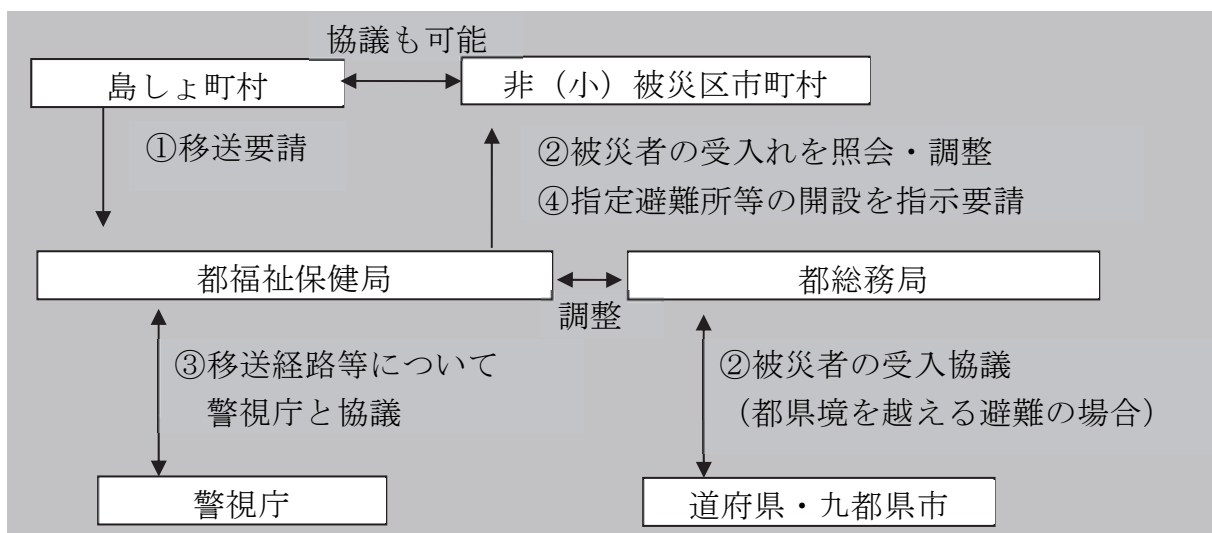 協議も可能
島しょ町村
非（小）被災区市町村
①移送要請
②被災者の受入れを照会・調整
④指定避難所等の開設を指示要請
都福祉保健局
都総務局
調整
③移送経路等について
警視庁と協議
②被災者の受入協議
（都県境を越える避難の場合）
警視庁
道府県・九都県市